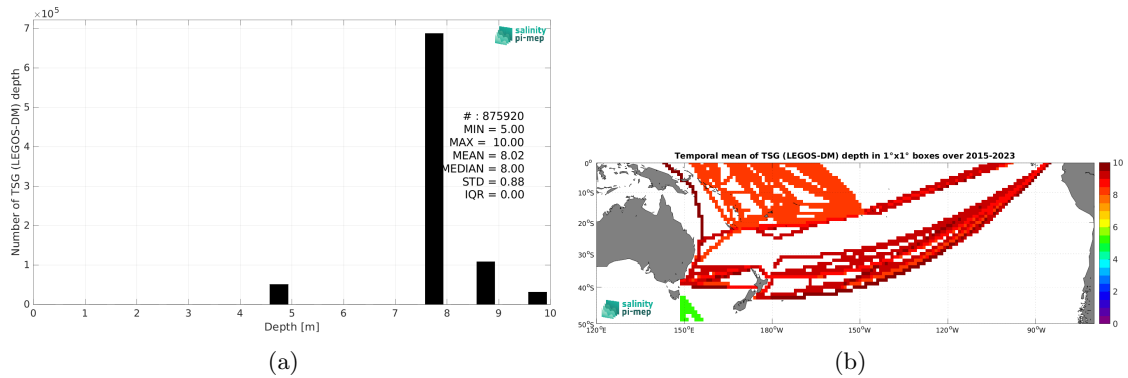 ×10⁵
7
6
5
4
3
2
1
0
Number of TSG (LEGOS-DM) depth
0 1 2 3 4 5 6 7 8 9 10
Depth [m]
salinity
pi-mep
# : 875920
MIN = 5.00
MAX = 10.00
MEAN = 8.02
MEDIAN = 8.00
STD = 0.88
IQR = 0.00
(a)
Temporal mean of TSG (LEGOS-DM) depth in 1°x1° boxes over 2015-2023
0°
10°S
20°S
30°S
40°S
50°S
120°E 150°E 180°W 150°W 120°W 90°W
salinity
pi-mep
10
8
6
4
2
0
(b)